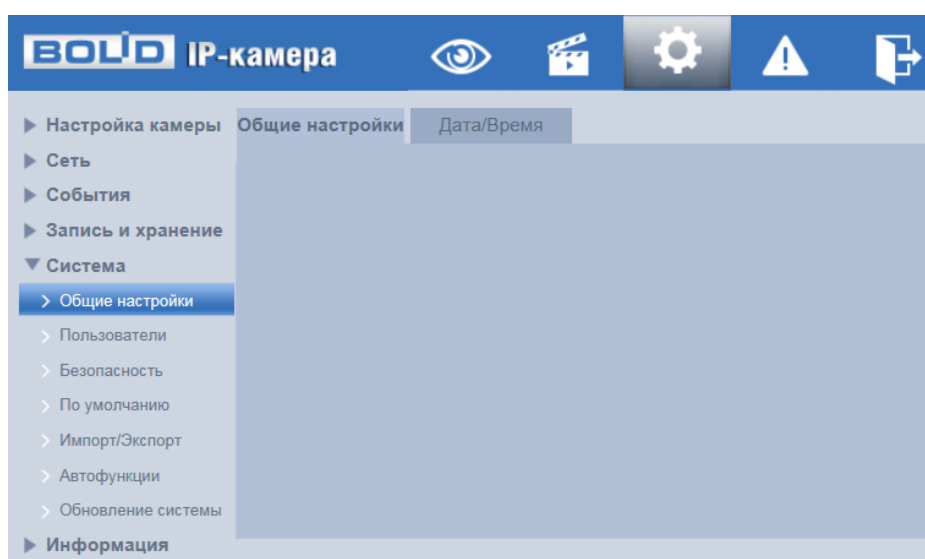 BOLID IP-камера
Настройка камеры
Сеть
События
Запись и хранение
Система
Общие настройки
Пользователи
Безопасность
По умолчанию
Импорт/Экспорт
Автофункции
Обновление системы
Информация
Общие настройки
Дата/Время